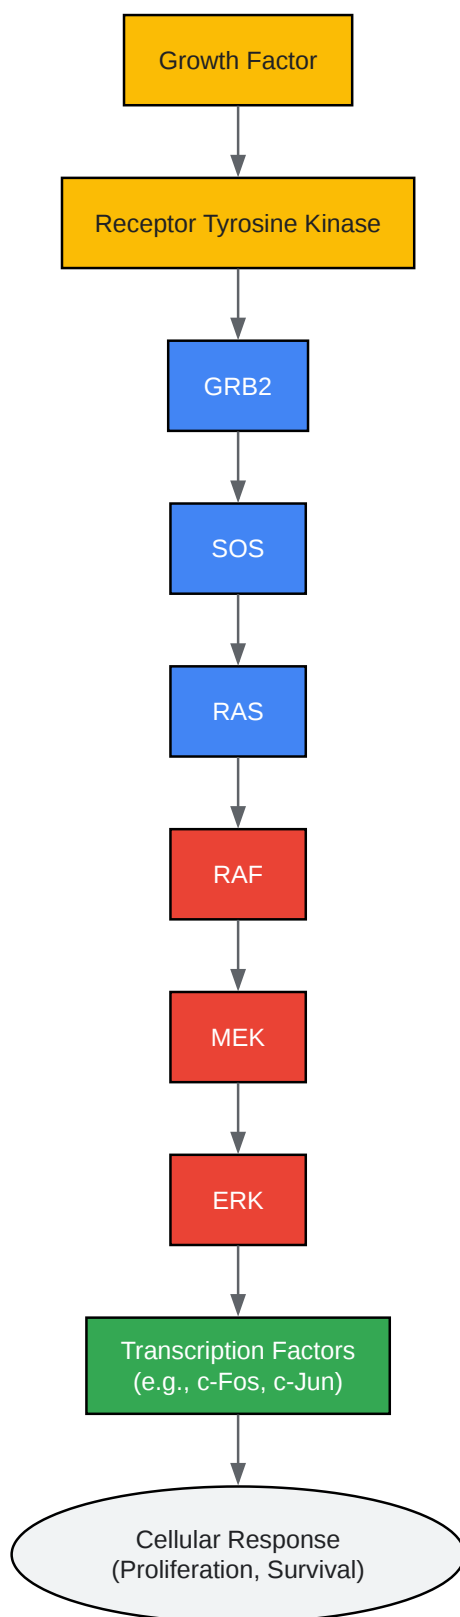 Growth Factor
Receptor Tyrosine Kinase
GRB2
SOS
RAS
RAF
MEK
ERK
Transcription Factors
(e.g., c-Fos, c-Jun)
Cellular Response
(Proliferation, Survival)